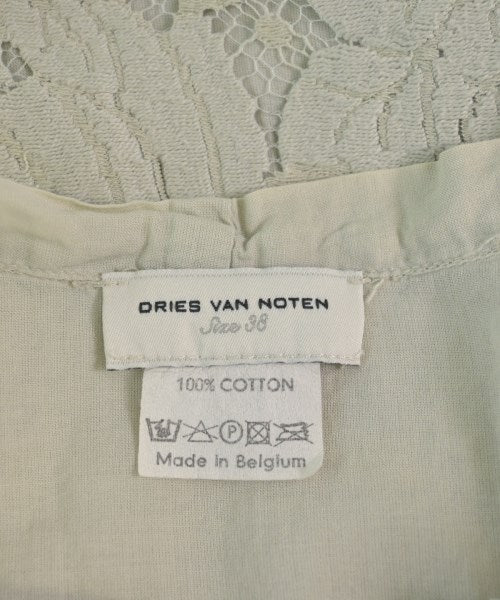 DRIES VAN NOTEN
Size 38
100% COTTON
P
Made in Belgium